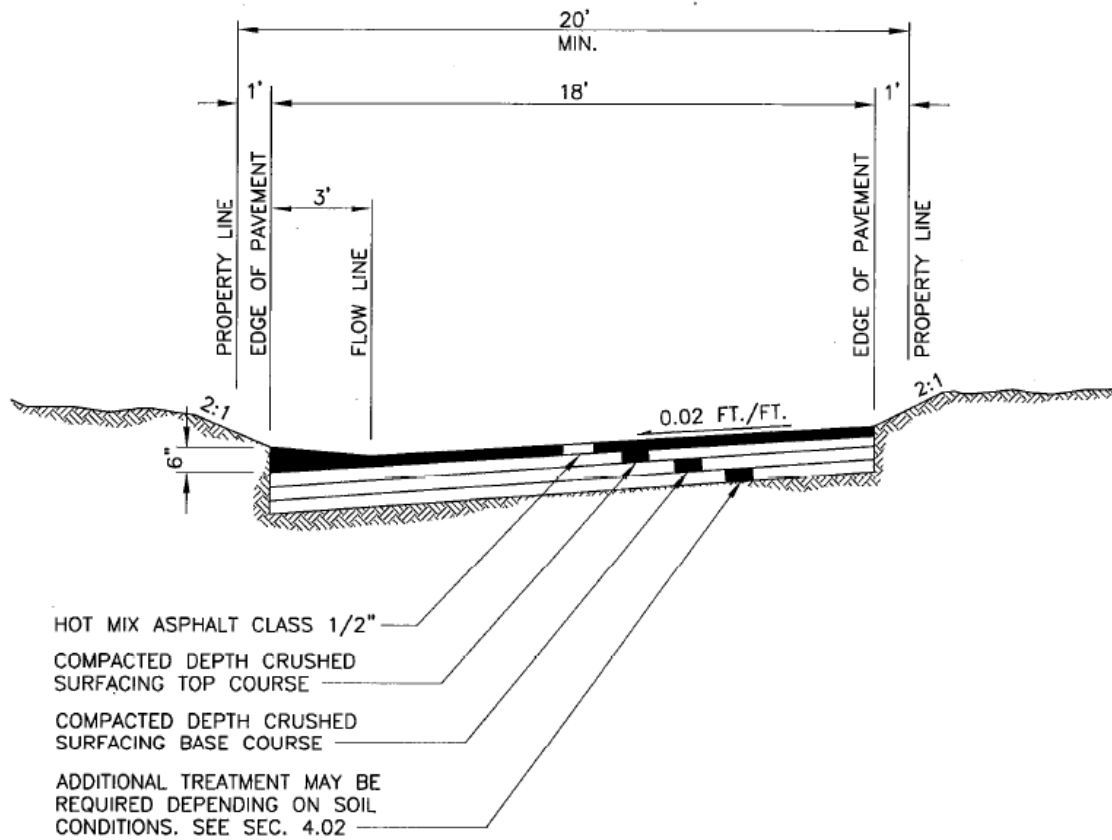 20'
MIN.
1'
18'
1'
3'
PROPERTY LINE
EDGE OF PAVEMENT
FLOW LINE
EDGE OF PAVEMENT
PROPERTY LINE
2:1
2:1
0.02 FT./FT.
6"
HOT MIX ASPHALT CLASS 1/2"
COMPACTED DEPTH CRUSHED
SURFACING TOP COURSE
COMPACTED DEPTH CRUSHED
SURFACING BASE COURSE
ADDITIONAL TREATMENT MAY BE
REQUIRED DEPENDING ON SOIL
CONDITIONS. SEE SEC. 4.02